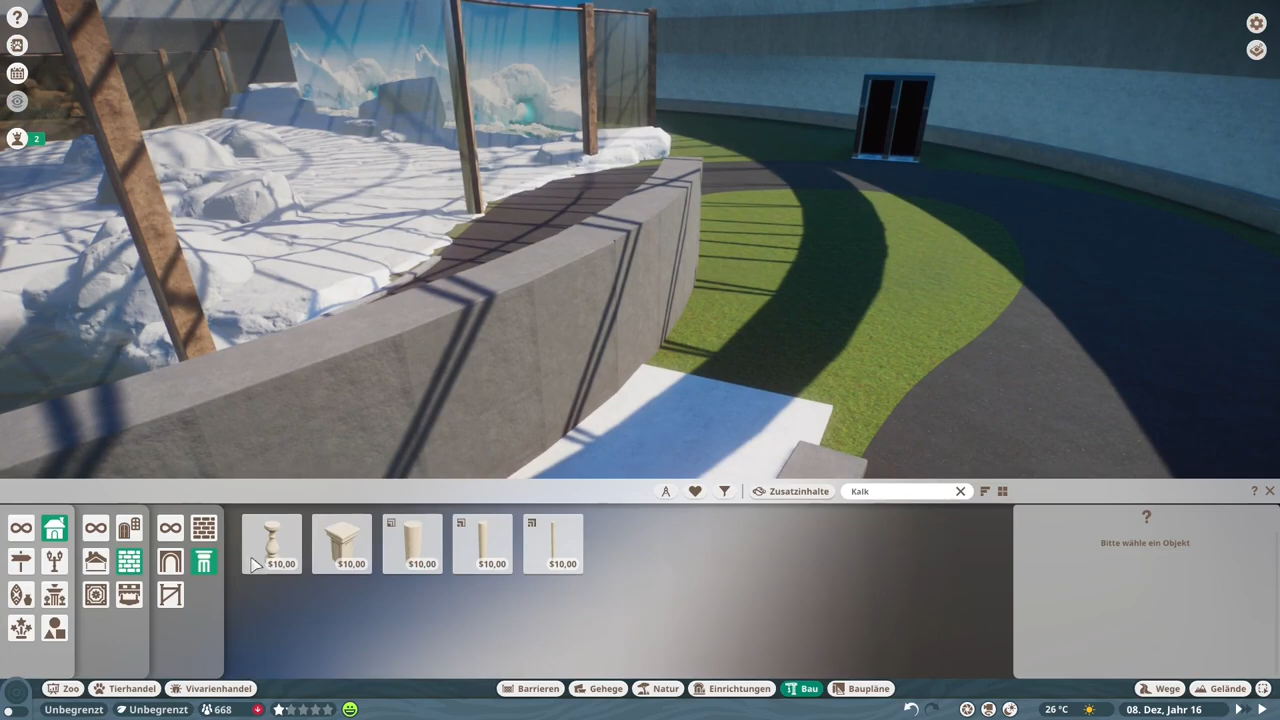 2
Zusatzinhalte
Kalk
?
$10,00
$10,00
$10,00
$10,00
$10,00
?
Bitte wähle ein Objekt
Zoo
Tierhandel
Vivarienhandel
Barrieren
Gehege
Natur
Einrichtungen
Bau
Baupläne
Wege
Gelände
Unbegrenzt
Unbegrenzt
668
26 °C
08. Dez, Jahr 16